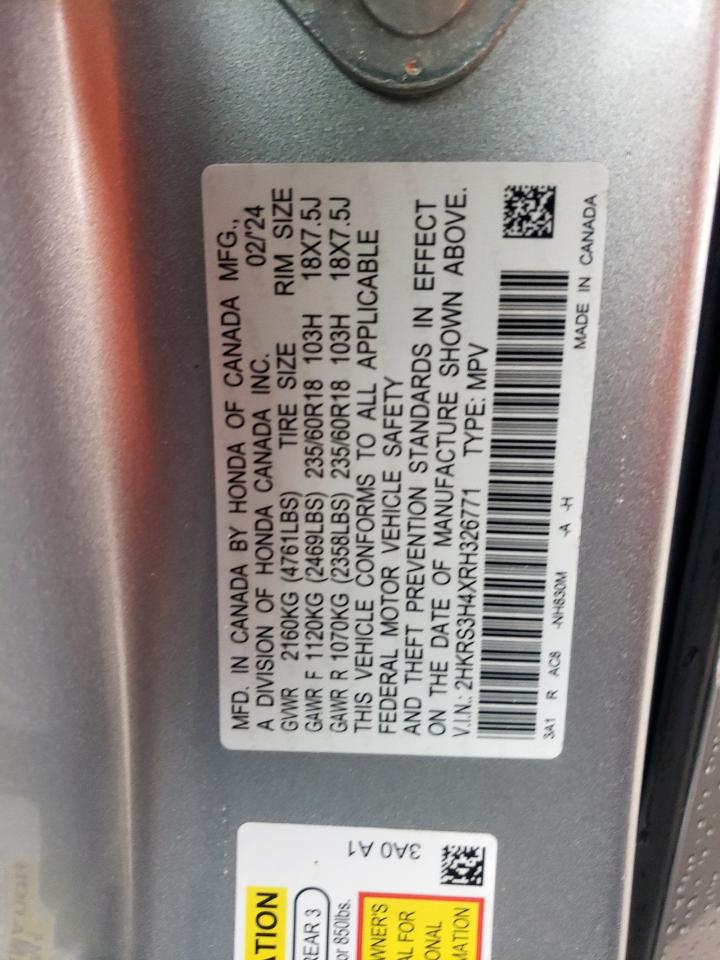 MFD. IN CANADA BY HONDA OF CANADA MFG.,
A DIVISION OF HONDA CANADA INC. 02/'24
GVWR 2160KG (4761LBS) TIRE SIZE RIM SIZE
GAWR F 1120KG (2469LBS) 235/60R18 103H 18X7.5J
GAWR R 1070KG (2358LBS) 235/60R18 103H 18X7.5J
THIS VEHICLE CONFORMS TO ALL APPLICABLE
FEDERAL MOTOR VEHICLE SAFETY
AND THEFT PREVENTION STANDARDS IN EFFECT
ON THE DATE OF MANUFACTURE SHOWN ABOVE.
V.I.N.: 2HKRS3H4XRH326771 TYPE: MPV
3A1 R AC8 -NH830M -A -H MADE IN CANADA
3A0 A1
TION
REAR 3
or 850lbs.
WNER'S
AL FOR
ONAL
MATION